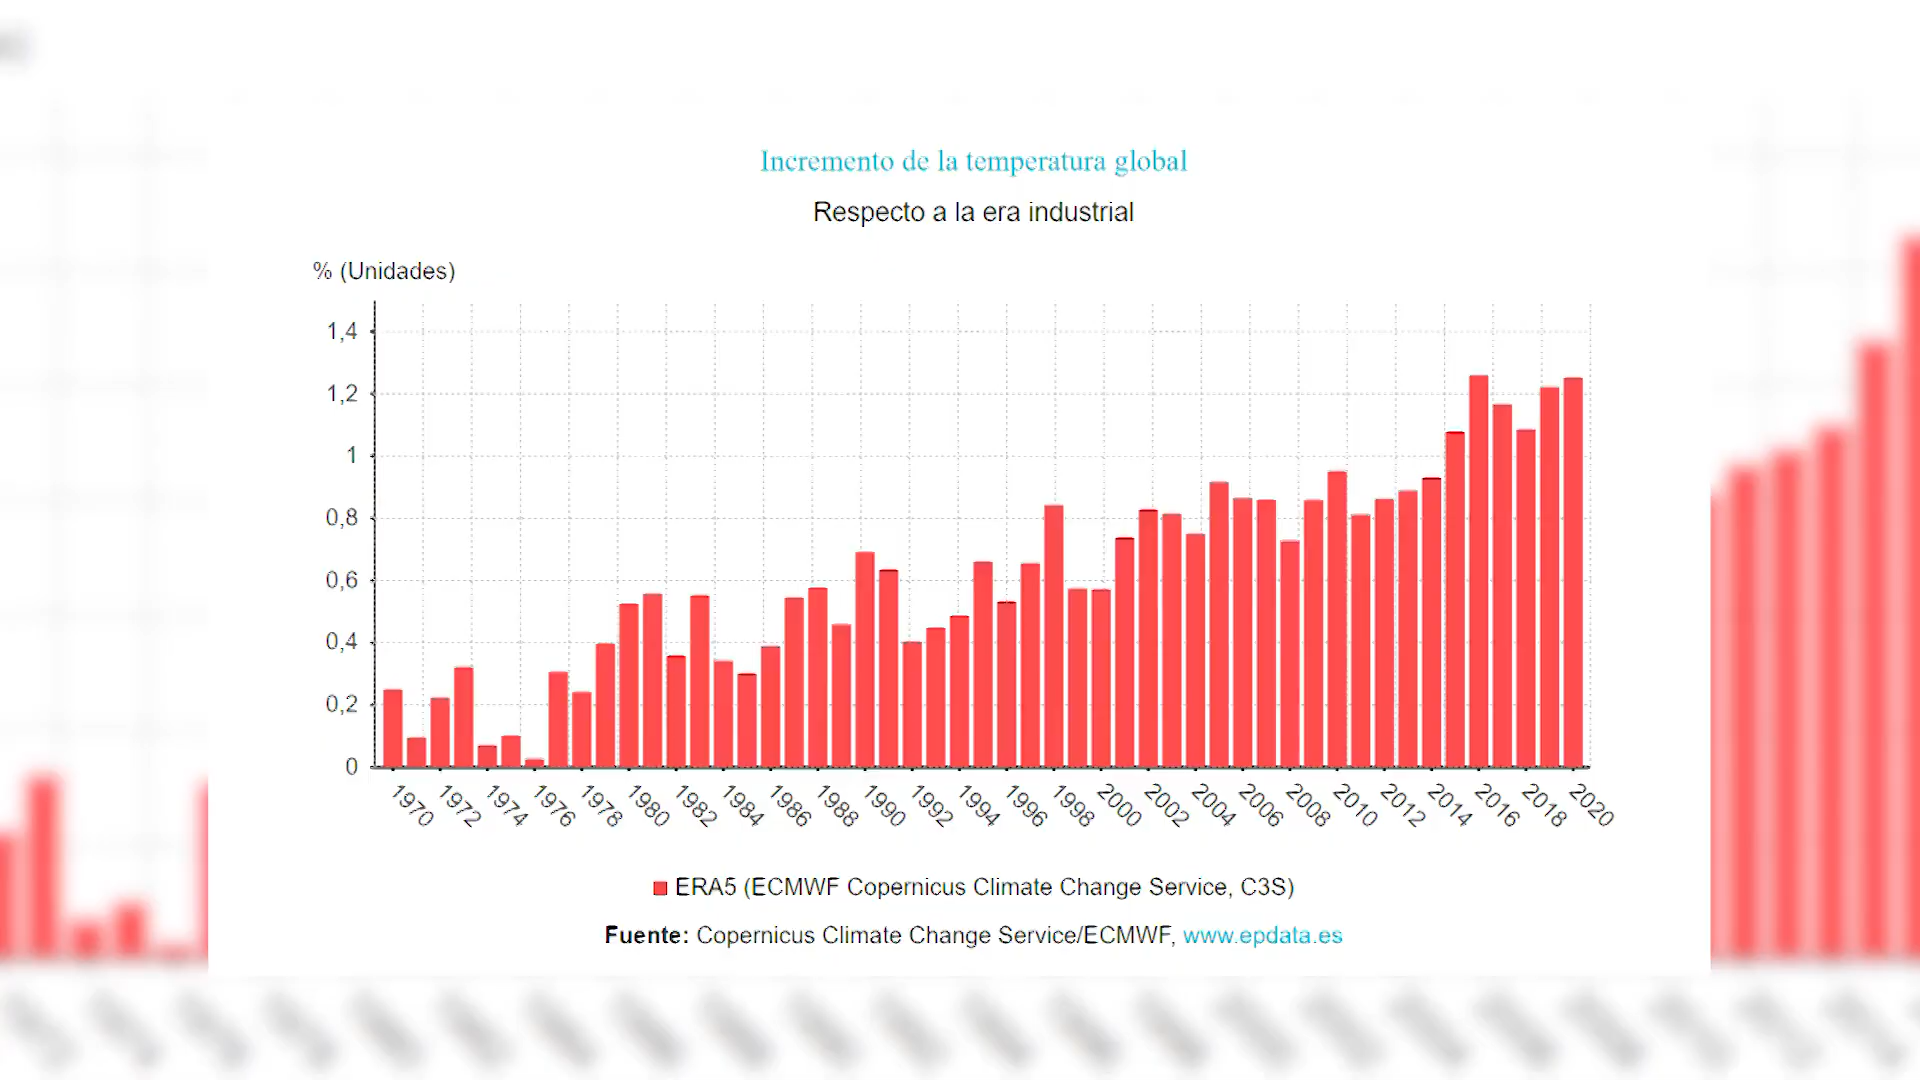 Incremento de la temperatura global
Respecto a la era industrial
% (Unidades)
1,4
1,2
1
0,8
0,6
0,4
0,2
0
1970 1972 1974 1976 1978 1980 1982 1984 1986 1988 1990 1992 1994 1996 1998 2000 2002 2004 2006 2008 2010 2012 2014 2016 2018 2020
ERA5 (ECMWF Copernicus Climate Change Service, C3S)
Fuente: Copernicus Climate Change Service/ECMWF, www.epdata.es